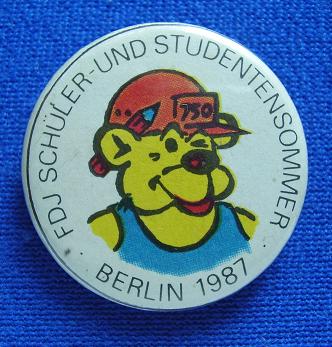 FDJ SCHÜLER-UND STUDENTENSOMMER
750
BERLIN 1987